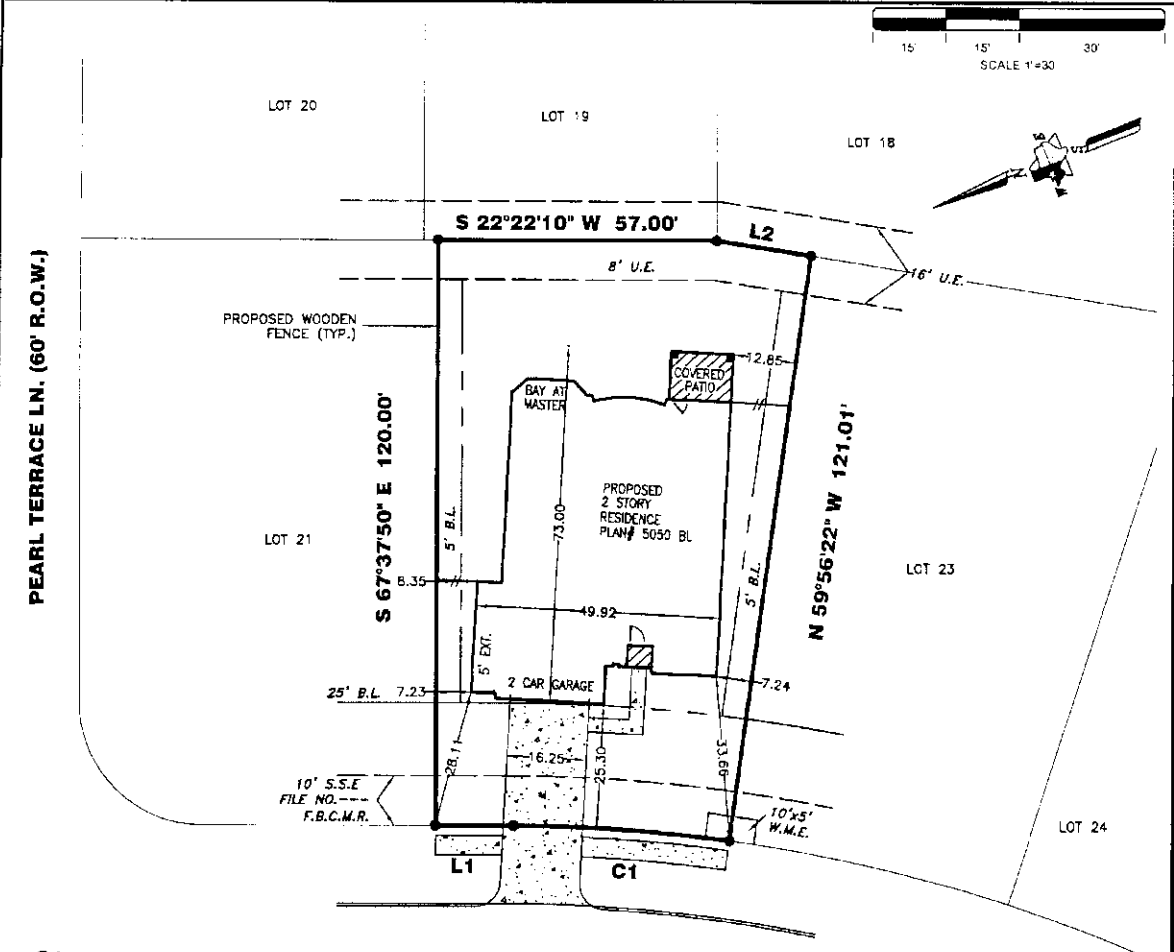 15'
15'
30'
SCALE 1'=30
LOT 20
LOT 19
LOT 18
S 22°22'10" W 57.00'
L2
8' U.E.
16' U.E.
PROPOSED WOODEN
FENCE (TYP.)
PEARL TERRACE LN. (60' R.O.W.)
12.85
COVERED
PATIO
BAY AT
MASTER
S 67°37'50" E 120.00'
N 59°56'22" W 121.01'
5' B.L.
73.00
PROPOSED
2 STORY
RESIDENCE
PLAN# 5050 BL
LOT 21
LOT 23
8.35
5' B.L.
49.92
5' EXT.
2 CAR GARAGE
25' B.L.
7.23
7.24
28.11
16.25
25.30
33.66
10' S.S.E
FILE NO.----
F.B.C.M.R.
10'x5'
W.M.E.
LOT 24
L1
C1